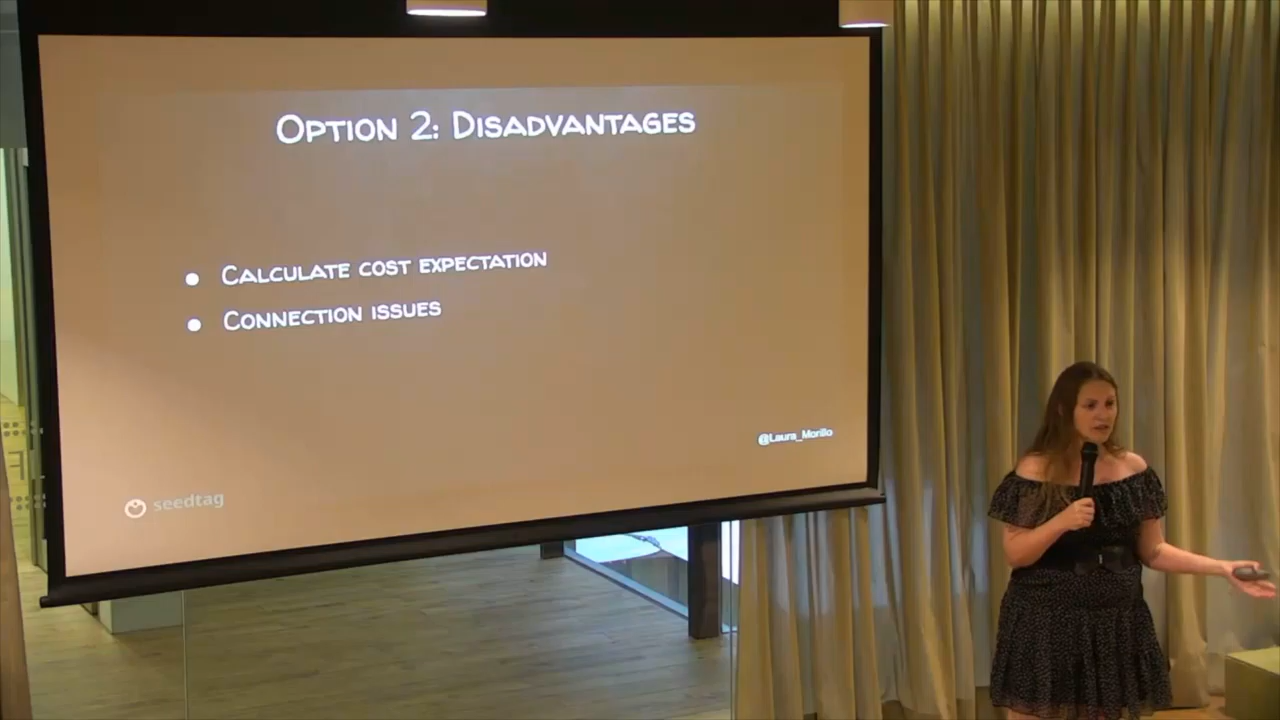 Option 2: Disadvantages
Calculate cost expectation
Connection issues
@Laura_Morillo
seedtag